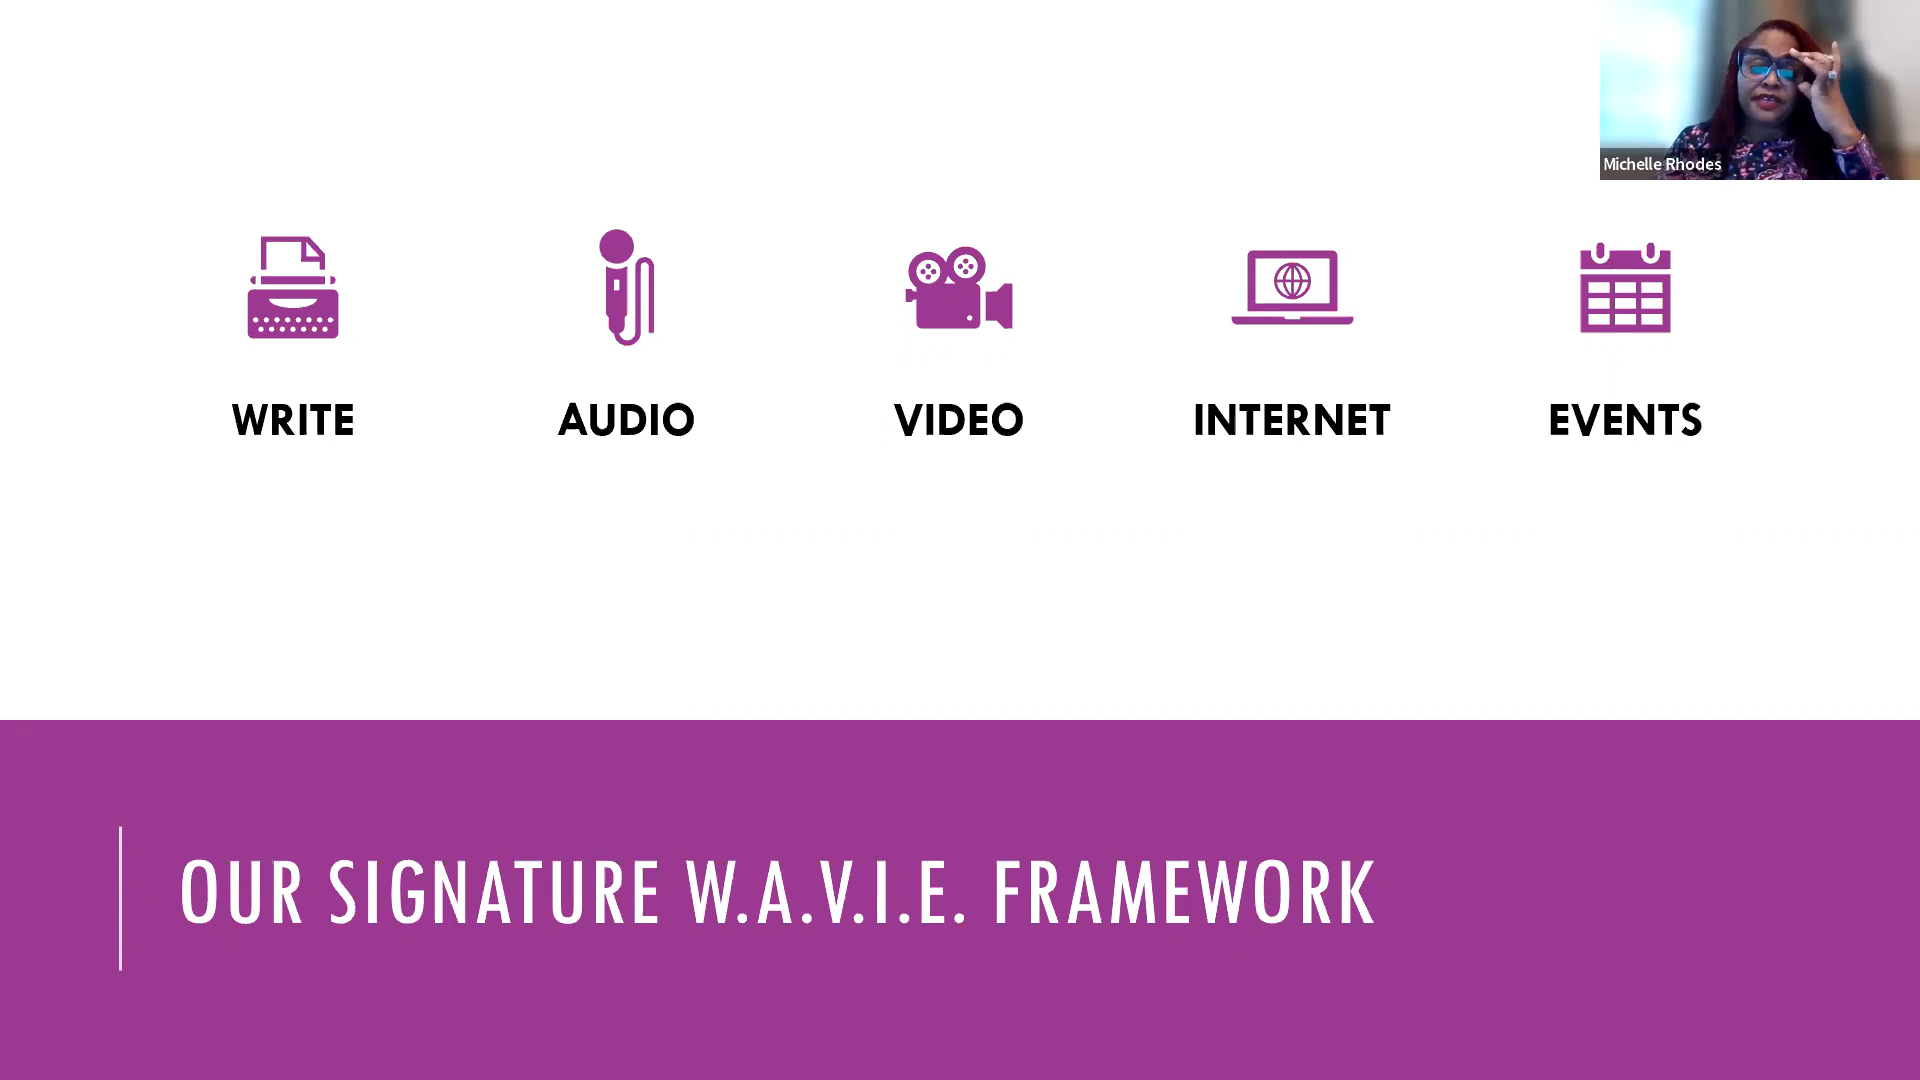 Michelle Rhodes
WRITE
AUDIO
VIDEO
INTERNET
EVENTS
OUR SIGNATURE W.A.V.I.E. FRAMEWORK